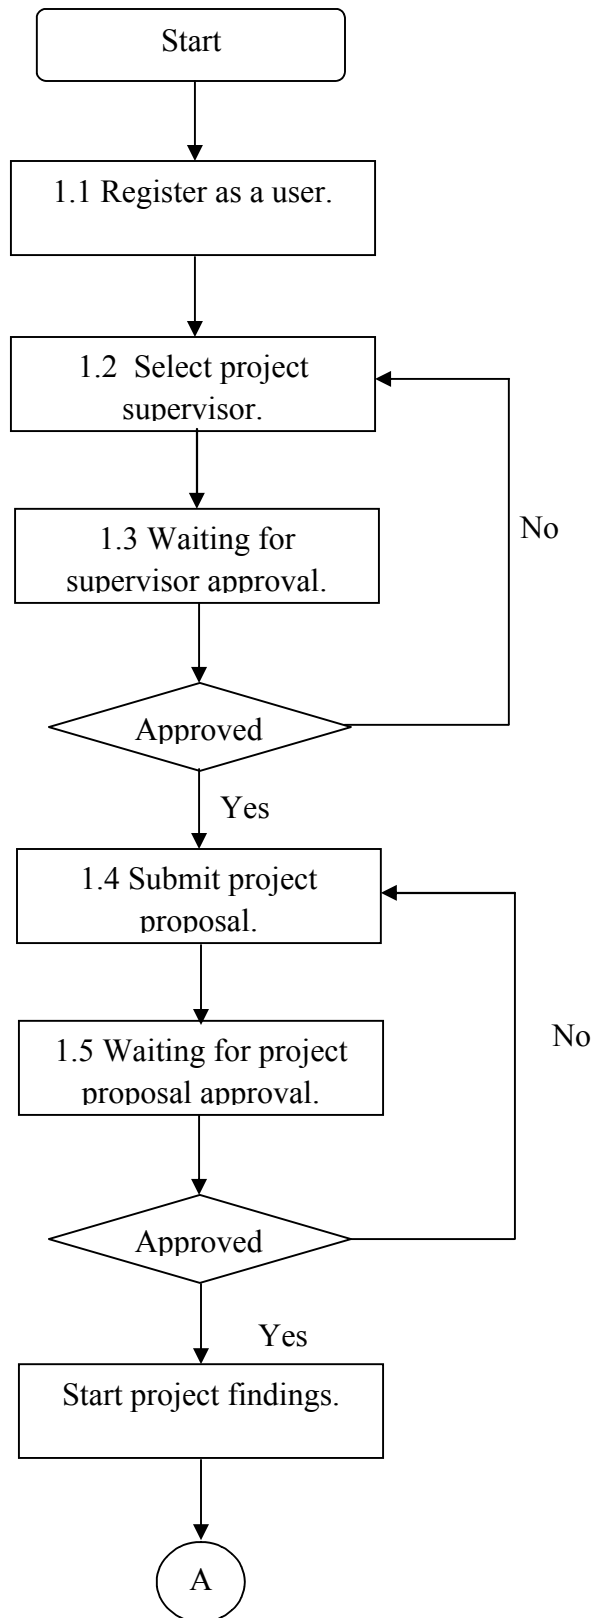 Start
1.1 Register as a user.
1.2 Select project
supervisor.
1.3 Waiting for
supervisor approval.
No
Approved
Yes
1.4 Submit project
proposal.
1.5 Waiting for project
proposal approval.
No
Approved
Yes
Start project findings.
A